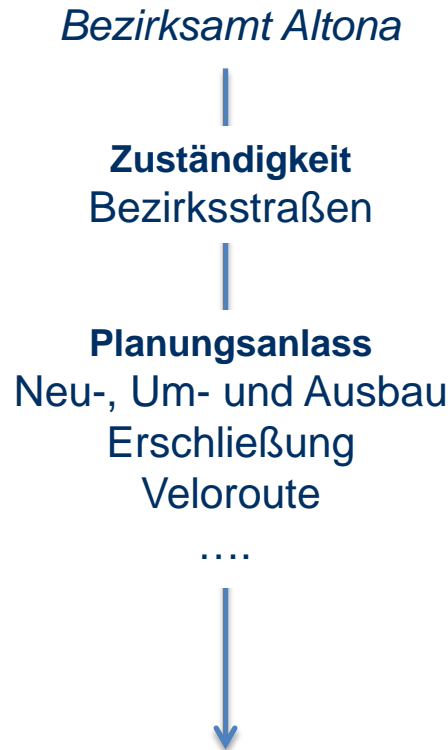 Bezirksamt Altona
Zuständigkeit
Bezirksstraßen
Planungsanlass
Neu-, Um- und Ausbau
Erschließung
Veloroute
….